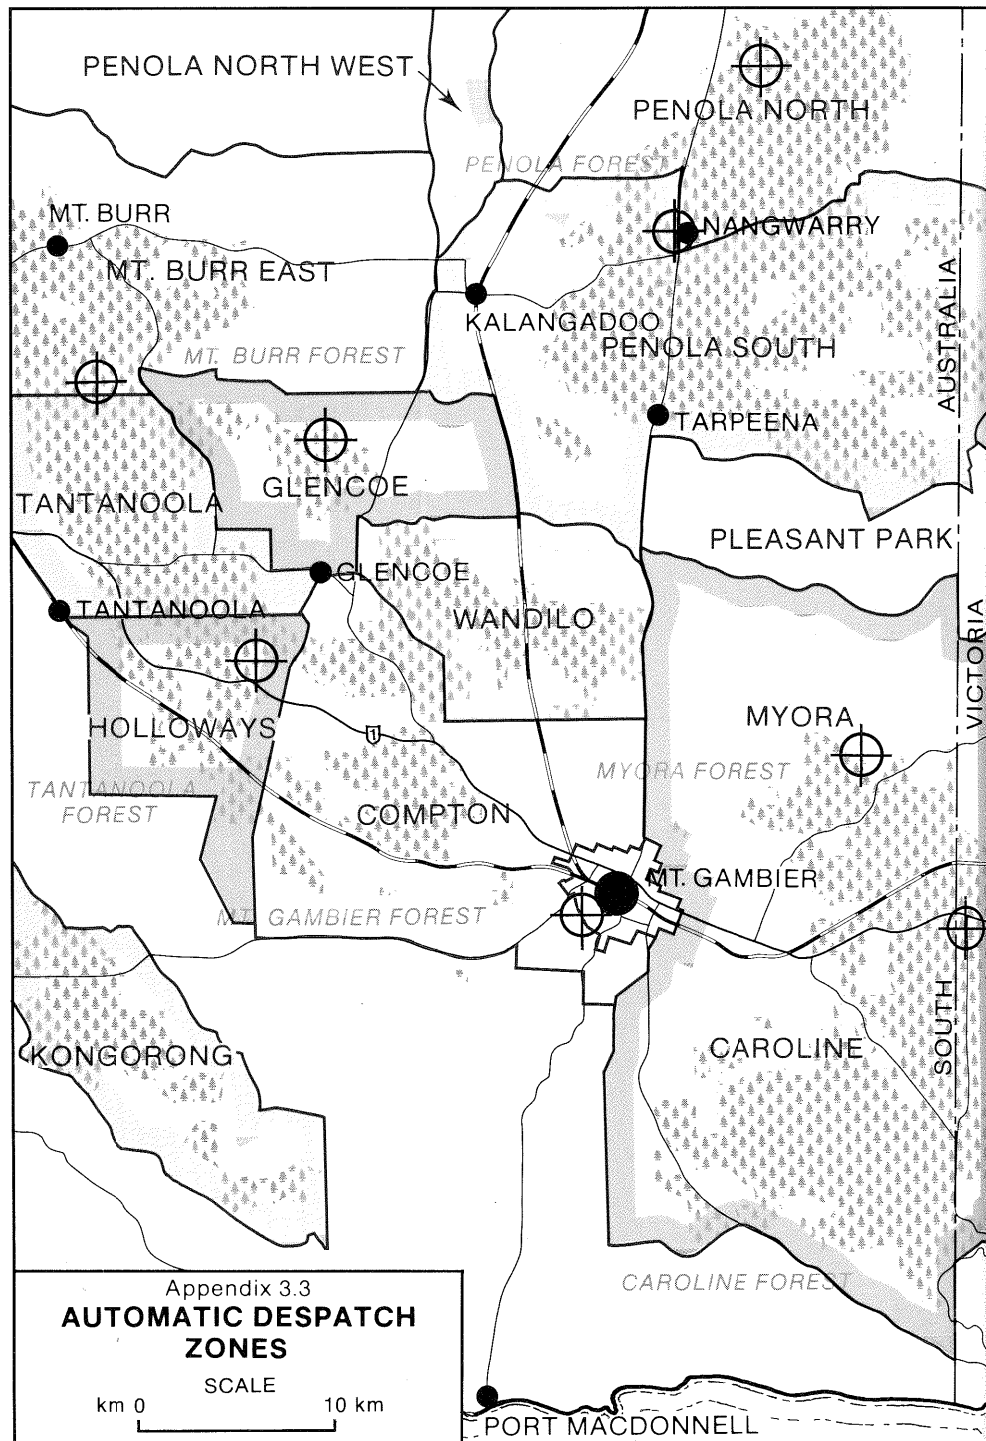 PENOLA NORTH WEST
PENOLA NORTH
PENOLA FOREST
MT. BURR
NANGWARRY
MT. BURR EAST
KALANGADOO
PENOLA SOUTH
MT. BURR FOREST
AUSTRALIA
TARPEENA
GLENCOE
TANTANOOLA
PLEASANT PARK
GLENCOE
TANTANOOLA
WANDILO
VICTORIA
HOLLOWAYS
1
MYORA
MYORA FOREST
TANTANOOLA
FOREST
COMPTON
MT. GAMBIER
MT. GAMBIER FOREST
SOUTH
KONGORONG
CAROLINE
CAROLINE FOREST
Appendix 3.3
AUTOMATIC DESPATCH
ZONES
SCALE
km 0 10 km
PORT MACDONNELL